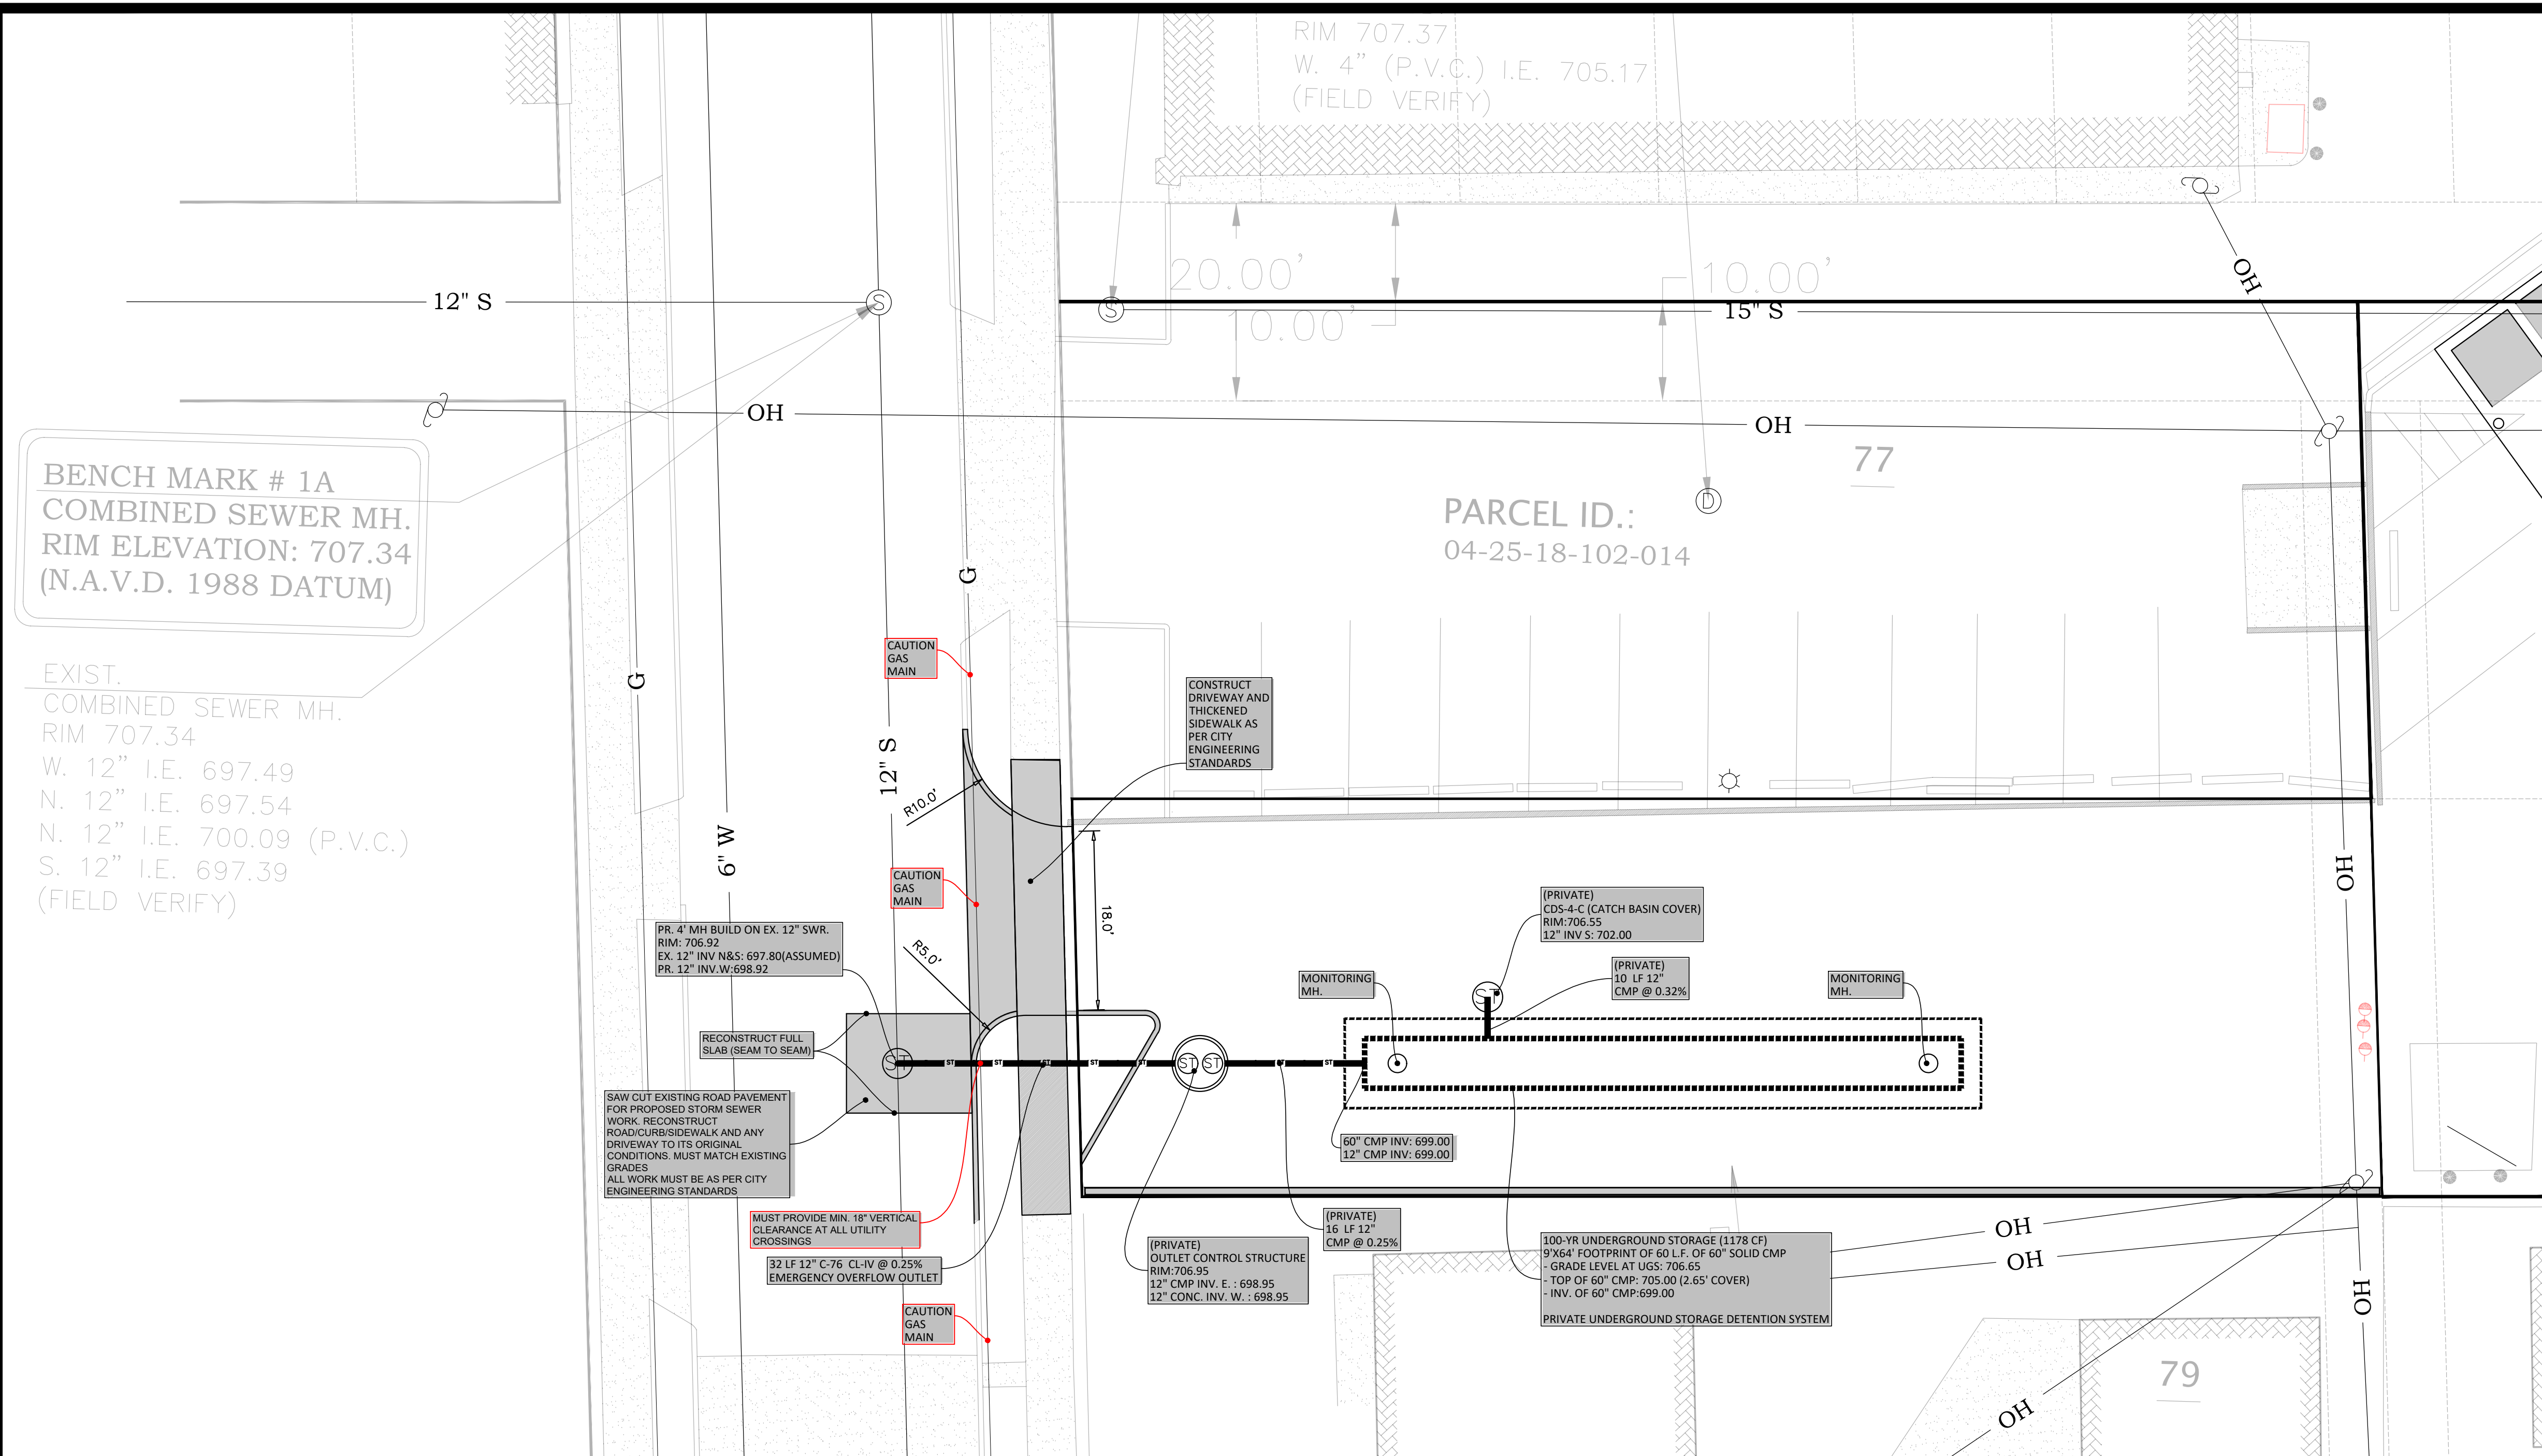 RIM 707.37
W. 4" (P.V.C.) I.E. 705.17
(FIELD VERIFY)
OH
20.00'
10.00'
10.00'
12" S
S
S
15" S
OH
OH
77
BENCH MARK # 1A
COMBINED SEWER MH.
RIM ELEVATION: 707.34
(N.A.V.D. 1988 DATUM)
PARCEL ID.:
04-25-18-102-014
D
G
G
EXIST.
COMBINED SEWER MH.
RIM 707.34
W. 12" I.E. 697.49
N. 12" I.E. 697.54
N. 12" I.E. 700.09 (P.V.C.)
S. 12" I.E. 697.39
(FIELD VERIFY)
CAUTION
GAS
MAIN
CONSTRUCT
DRIVEWAY AND
THICKENED
SIDEWALK AS
PER CITY
ENGINEERING
STANDARDS
12" S
R10.0'
6" W
CAUTION
GAS
MAIN
18.0'
OH
R5.0'
PR. 4' MH BUILD ON EX. 12" SWR.
RIM: 706.92
EX. 12" INV N&S: 697.80(ASSUMED)
PR. 12" INV.W:698.92
(PRIVATE)
CDS-4-C (CATCH BASIN COVER)
RIM:706.55
12" INV S: 702.00
(PRIVATE)
10 LF 12"
CMP @ 0.32%
MONITORING
MH.
MONITORING
MH.
ST
RECONSTRUCT FULL
SLAB (SEAM TO SEAM)
ST
ST
ST
ST
ST
ST
ST
ST
ST
ST
SAW CUT EXISTING ROAD PAVEMENT
FOR PROPOSED STORM SEWER
WORK. RECONSTRUCT
ROAD/CURB/SIDEWALK AND ANY
DRIVEWAY TO ITS ORIGINAL
CONDITIONS. MUST MATCH EXISTING
GRADES
ALL WORK MUST BE AS PER CITY
ENGINEERING STANDARDS
60" CMP INV: 699.00
12" CMP INV: 699.00
MUST PROVIDE MIN. 18" VERTICAL
CLEARANCE AT ALL UTILITY
CROSSINGS
32 LF 12" C-76 CL-IV @ 0.25%
EMERGENCY OVERFLOW OUTLET
(PRIVATE)
OUTLET CONTROL STRUCTURE
RIM:706.95
12" CMP INV. E. : 698.95
12" CONC. INV. W. : 698.95
(PRIVATE)
16 LF 12"
CMP @ 0.25%
100-YR UNDERGROUND STORAGE (1178 CF)
9'X64' FOOTPRINT OF 60 L.F. OF 60" SOLID CMP
- GRADE LEVEL AT UGS: 706.65
- TOP OF 60" CMP: 705.00 (2.65' COVER)
- INV. OF 60" CMP:699.00
PRIVATE UNDERGROUND STORAGE DETENTION SYSTEM
OH
OH
OH
CAUTION
GAS
MAIN
79
OH